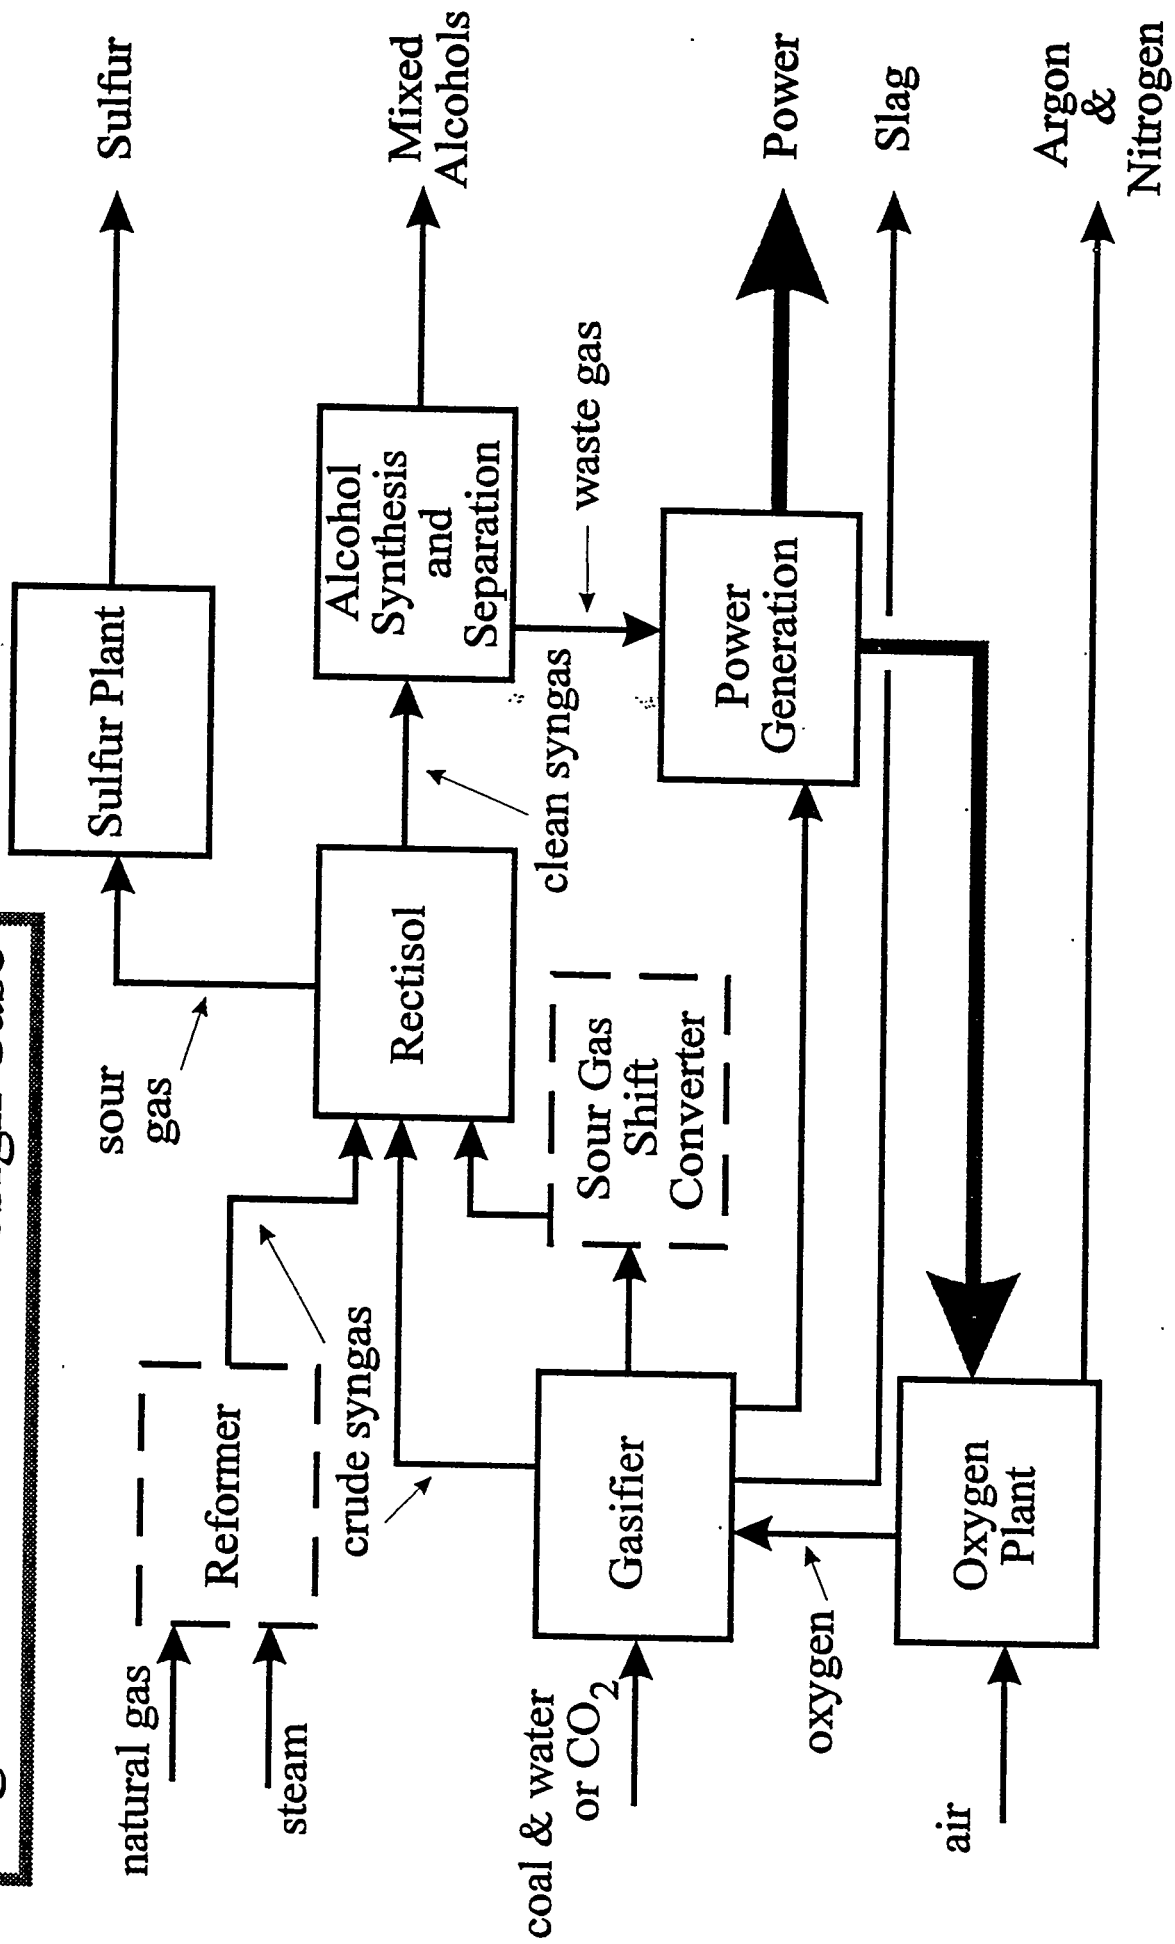 Sulfur
Mixed
Alcohols
Power
Slag
Argon
&
Nitrogen
Sulfur Plant
Alcohol
Synthesis
and
Separation
waste gas
Power
Generation
clean syngas
Rectisol
sour
gas
Sour Gas
Shift
Converter
Reformer
crude syngas
Gasifier
Oxygen
Plant
oxygen
natural gas
steam
coal & water
or CO₂
air